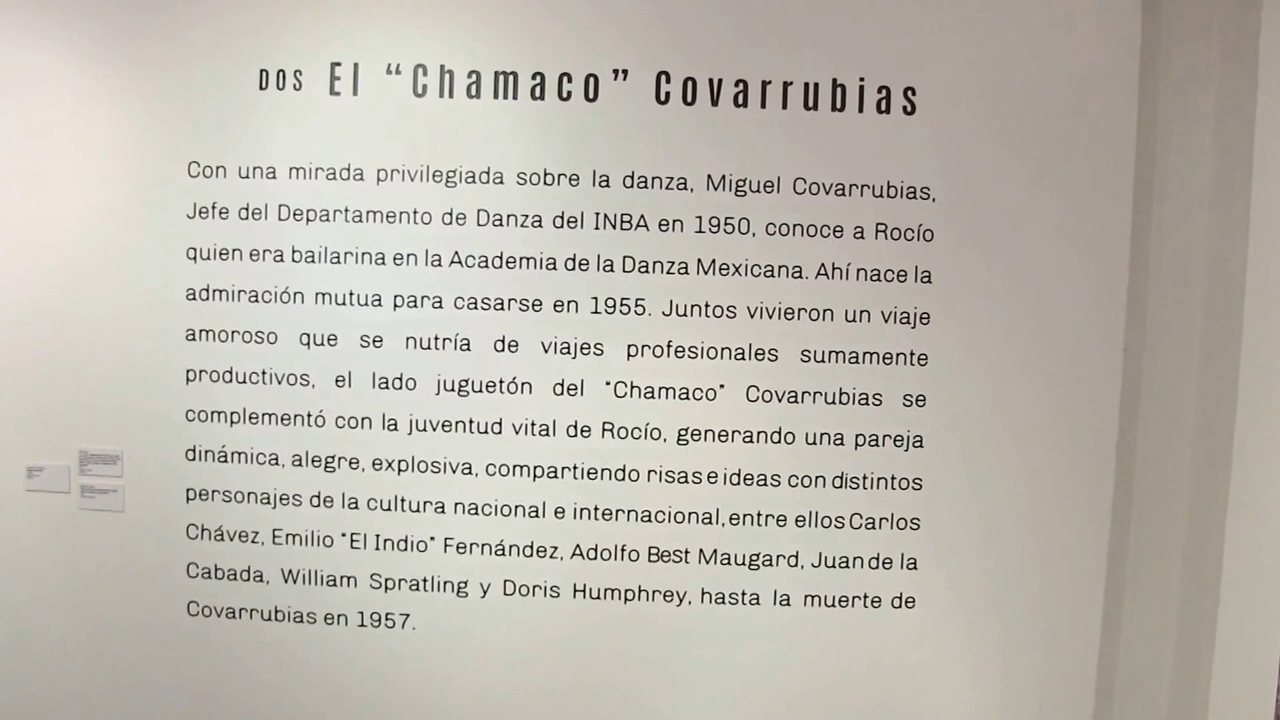 DOS El “Chamaco” Covarrubias
Con una mirada privilegiada sobre la danza, Miguel Covarrubias,
Jefe del Departamento de Danza del INBA en 1950, conoce a Rocío
quien era bailarina en la Academia de la Danza Mexicana. Ahí nace la
admiración mutua para casarse en 1955. Juntos vivieron un viaje
amoroso que se nutría de viajes profesionales sumamente
productivos, el lado juguetón del "Chamaco" Covarrubias se
complementó con la juventud vital de Rocío, generando una pareja
dinámica, alegre, explosiva, compartiendo risas e ideas con distintos
personajes de la cultura nacional e internacional, entre ellos Carlos
Chávez, Emilio "El Indio" Fernández, Adolfo Best Maugard, Juan de la
Cabada, William Spratling y Doris Humphrey, hasta la muerte de
Covarrubias en 1957.